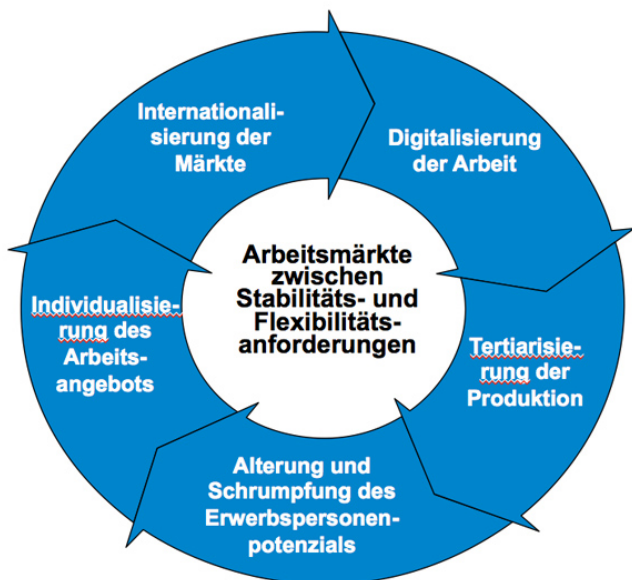 Internationali-
sierung der
Märkte
Digitalisierung
der Arbeit
Arbeitsmärkte
zwischen
Stabilitäts- und
Flexibilitäts-
anforderungen
Individualisie-
rung des
Arbeits-
angebots
Tertiarisie-
rung der
Produktion
Alterung und
Schrumpfung des
Erwerbspersonen-
potenzials